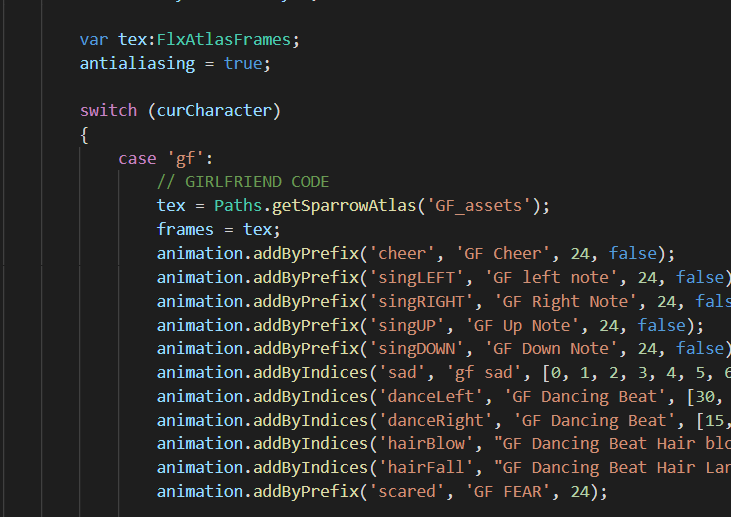 var tex:FlxAtlasFrames;
antialiasing = true;
switch (curCharacter)
{
case 'gf':
// GIRLFRIEND CODE
tex = Paths.getSparrowAtlas('GF_assets');
frames = tex;
animation.addByPrefix('cheer', 'GF Cheer', 24, false);
animation.addByPrefix('singLEFT', 'GF left note', 24, false)
animation.addByPrefix('singRIGHT', 'GF Right Note', 24, fals
animation.addByPrefix('singUP', 'GF Up Note', 24, false);
animation.addByPrefix('singDOWN', 'GF Down Note', 24, false)
animation.addByIndices('sad', 'gf sad', [0, 1, 2, 3, 4, 5, 6
animation.addByIndices('danceLeft', 'GF Dancing Beat', [30,
animation.addByIndices('danceRight', 'GF Dancing Beat', [15,
animation.addByIndices('hairBlow', "GF Dancing Beat Hair blo
animation.addByIndices('hairFall', "GF Dancing Beat Hair Lan
animation.addByPrefix('scared', 'GF FEAR', 24);